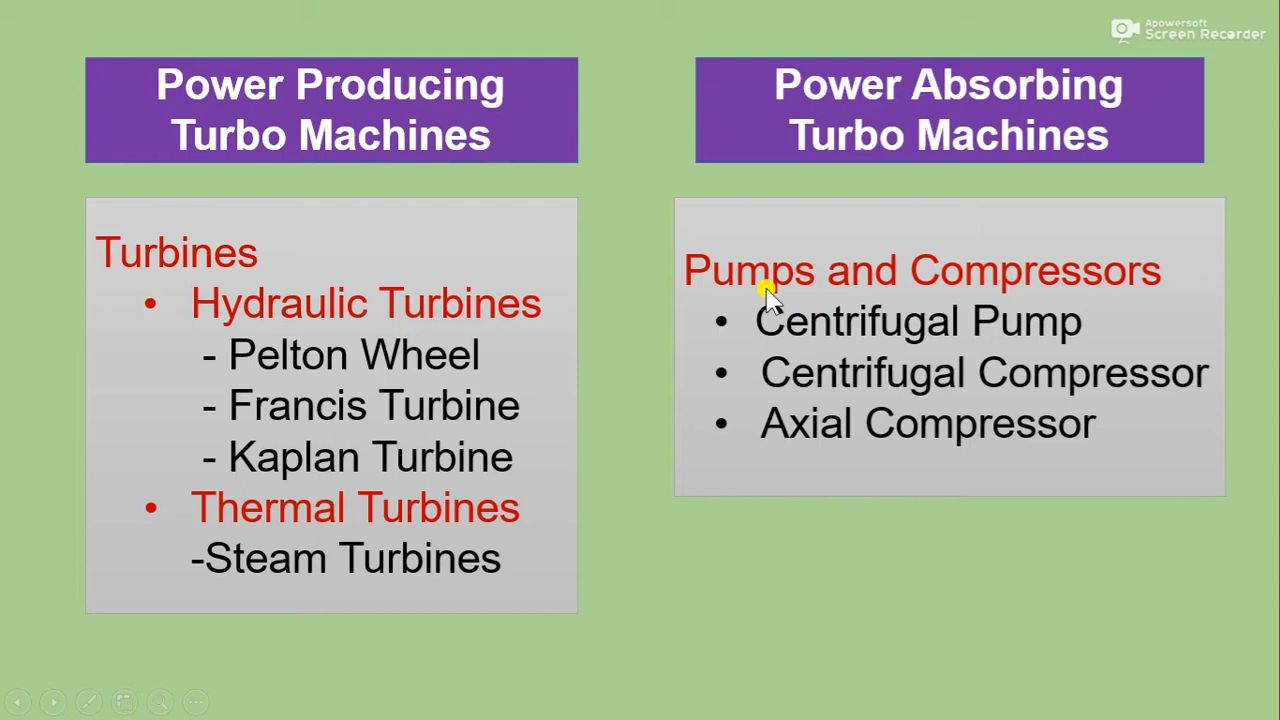 Apowersoft
Screen Recorder
Power Producing
Turbo Machines
Power Absorbing
Turbo Machines
Turbines
• Hydraulic Turbines
- Pelton Wheel
- Francis Turbine
- Kaplan Turbine
• Thermal Turbines
-Steam Turbines
Pumps and Compressors
• Centrifugal Pump
• Centrifugal Compressor
• Axial Compressor